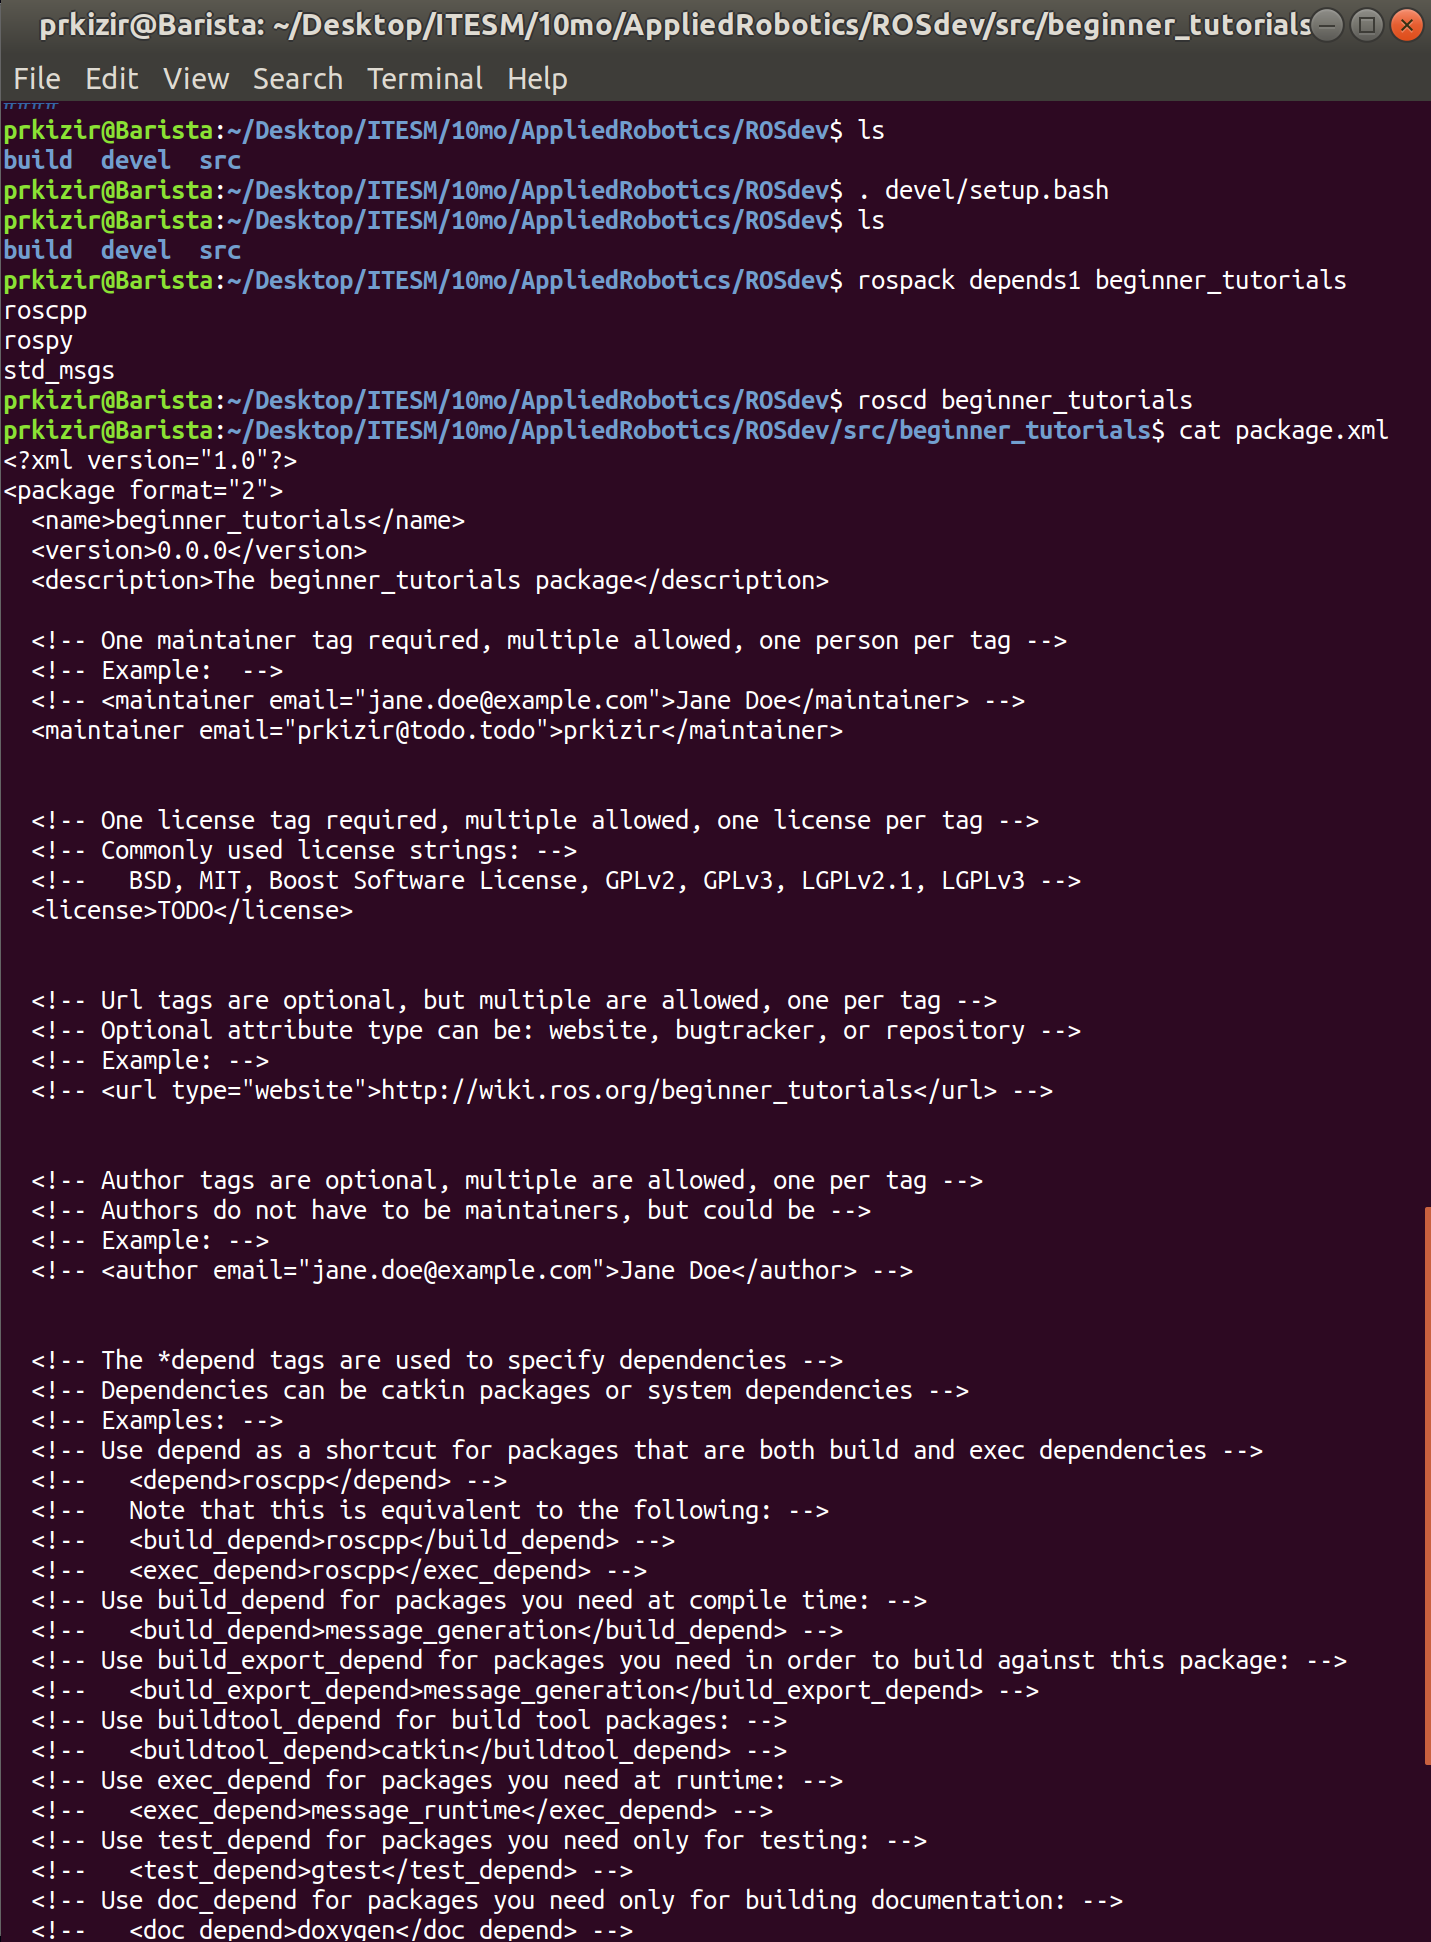 prkizir@Barista: ~/Desktop/ITESM/10mo/AppliedRobotics/ROSdev/src/beginner_tutorials
File Edit View Search Terminal Help
####
prkizir@Barista:~/Desktop/ITESM/10mo/AppliedRobotics/ROSdev$ ls
build  devel  src
prkizir@Barista:~/Desktop/ITESM/10mo/AppliedRobotics/ROSdev$ . devel/setup.bash
prkizir@Barista:~/Desktop/ITESM/10mo/AppliedRobotics/ROSdev$ ls
build  devel  src
prkizir@Barista:~/Desktop/ITESM/10mo/AppliedRobotics/ROSdev$ rospack depends1 beginner_tutorials
roscpp
rospy
std_msgs
prkizir@Barista:~/Desktop/ITESM/10mo/AppliedRobotics/ROSdev$ roscd beginner_tutorials
prkizir@Barista:~/Desktop/ITESM/10mo/AppliedRobotics/ROSdev/src/beginner_tutorials$ cat package.xml
<?xml version="1.0"?>
<package format="2">
  <name>beginner_tutorials</name>
  <version>0.0.0</version>
  <description>The beginner_tutorials package</description>
  <!-- One maintainer tag required, multiple allowed, one person per tag -->
  <!-- Example:  -->
  <!-- <maintainer email="jane.doe@example.com">Jane Doe</maintainer> -->
  <maintainer email="prkizir@todo.todo">prkizir</maintainer>
  <!-- One license tag required, multiple allowed, one license per tag -->
  <!-- Commonly used license strings: -->
  <!--   BSD, MIT, Boost Software License, GPLv2, GPLv3, LGPLv2.1, LGPLv3 -->
  <license>TODO</license>
  <!-- Url tags are optional, but multiple are allowed, one per tag -->
  <!-- Optional attribute type can be: website, bugtracker, or repository -->
  <!-- Example: -->
  <!-- <url type="website">http://wiki.ros.org/beginner_tutorials</url> -->
  <!-- Author tags are optional, multiple are allowed, one per tag -->
  <!-- Authors do not have to be maintainers, but could be -->
  <!-- Example: -->
  <!-- <author email="jane.doe@example.com">Jane Doe</author> -->
  <!-- The *depend tags are used to specify dependencies -->
  <!-- Dependencies can be catkin packages or system dependencies -->
  <!-- Examples: -->
  <!-- Use depend as a shortcut for packages that are both build and exec dependencies -->
  <!--   <depend>roscpp</depend> -->
  <!--   Note that this is equivalent to the following: -->
  <!--   <build_depend>roscpp</build_depend> -->
  <!--   <exec_depend>roscpp</exec_depend> -->
  <!-- Use build_depend for packages you need at compile time: -->
  <!--   <build_depend>message_generation</build_depend> -->
  <!-- Use build_export_depend for packages you need in order to build against this package: -->
  <!--   <build_export_depend>message_generation</build_export_depend> -->
  <!-- Use buildtool_depend for build tool packages: -->
  <!--   <buildtool_depend>catkin</buildtool_depend> -->
  <!-- Use exec_depend for packages you need at runtime: -->
  <!--   <exec_depend>message_runtime</exec_depend> -->
  <!-- Use test_depend for packages you need only for testing: -->
  <!--   <test_depend>gtest</test_depend> -->
  <!-- Use doc_depend for packages you need only for building documentation: -->
  <!--   <doc_depend>doxygen</doc_depend> -->